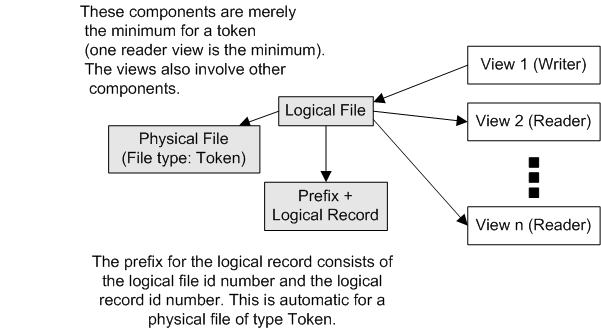 These components are merely
the minimum for a token
(one reader view is the minimum).
The views also involve other
components.
View 1 (Writer)
Logical File
View 2 (Reader)
Physical File
(File type: Token)
Prefix +
Logical Record
View n (Reader)
The prefix for the logical record consists of
the logical file id number and the logical
record id number. This is automatic for a
physical file of type Token.